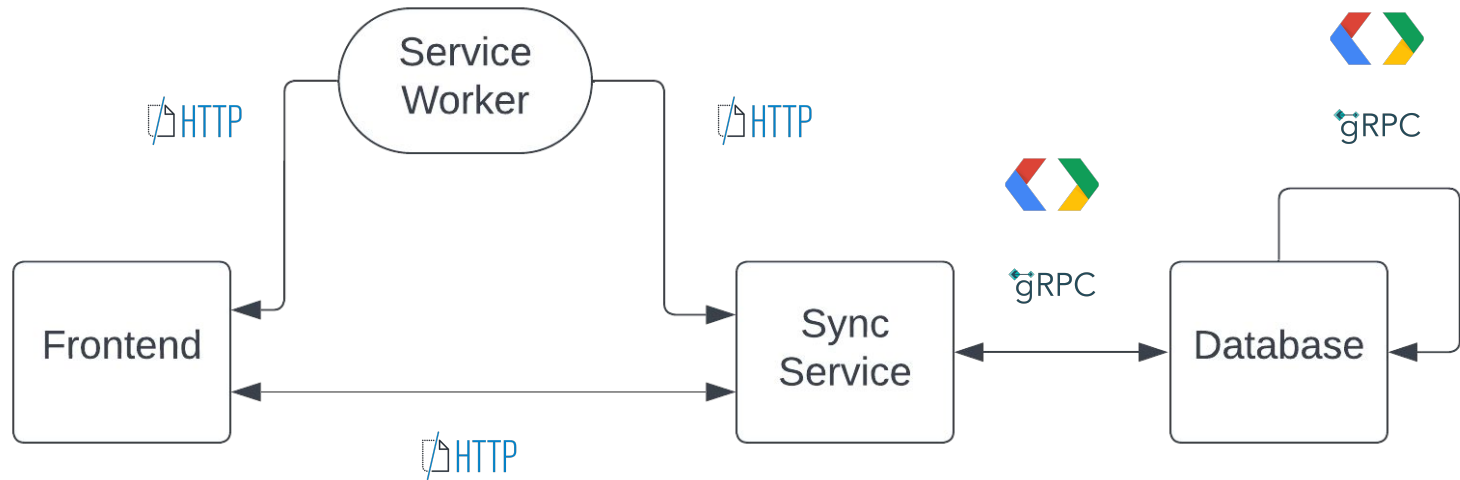 Service
Worker
HTTP
HTTP
gRPC
gRPC
Frontend
Sync
Service
Database
HTTP